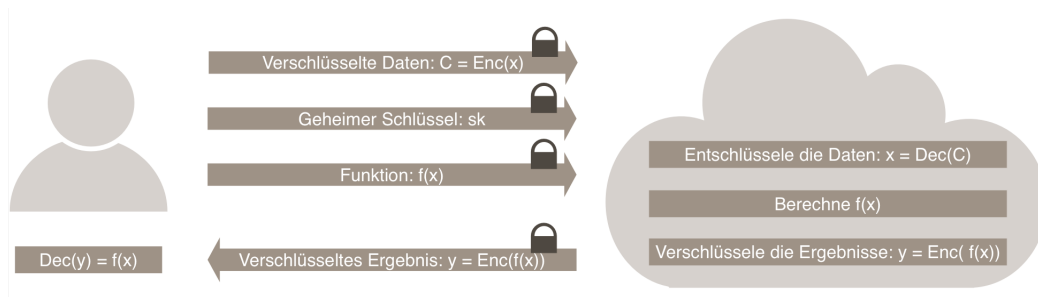 Verschlüsselte Daten: C = Enc(x)
Geheimer Schlüssel: sk
Funktion: f(x)
Verschlüsseltes Ergebnis: y = Enc(f(x))
Dec(y) = f(x)
Entschlüsele die Daten: x = Dec(C)
Berechne f(x)
Verschlüssele die Ergebnisse: y = Enc( f(x))